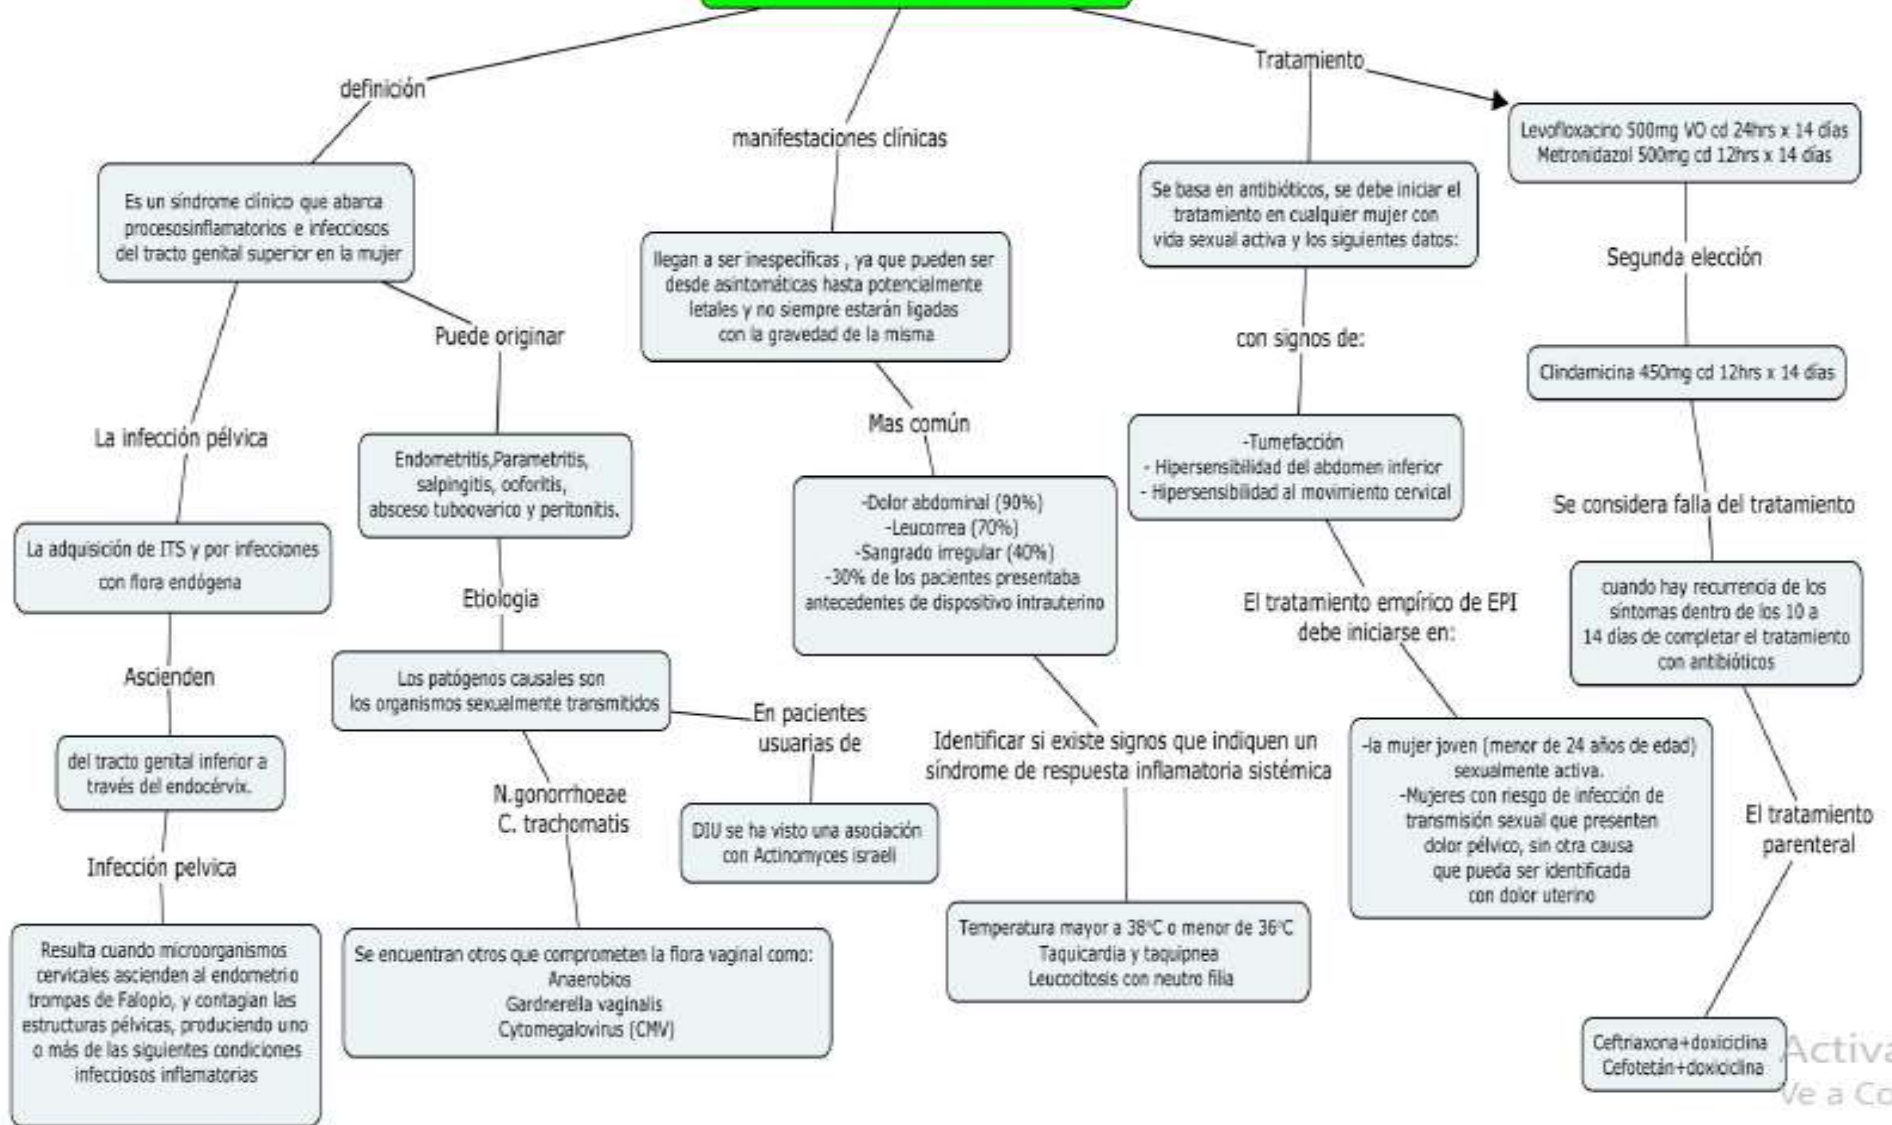 definición
Es un síndrome clínico que abarca
procesosinflamatorios e infecciosos
del tracto genital superior en la mujer
La infección pélvica
La adquisición de ITS y por infecciones
con flora endógena
Ascienden
del tracto genital inferior a
través del endocérvix.
Infección pelvica
Resulta cuando microorganismos
cervicales ascienden al endometrio
trompas de Falopio, y contagian las
estructuras pélvicas, produciendo uno
o más de las siguientes condiciones
infecciosos inflamatorias
Puede originar
Endometritis,Parametritis,
salpingitis, ooforitis,
absceso tuboovarico y peritonitis.
Etiologia
Los patógenos causales son
los organismos sexualmente transmitidos
N.gonorrhoeae
C. trachomatis
Se encuentran otros que comprometen la flora vaginal como:
Anaerobios
Gardnerella vaginalis
Cytomegalovirus (CMV)
En pacientes
usuarias de
DIU se ha visto una asociación
con Actinomyces israeli
manifestaciones clínicas
llegan a ser inespecíficas , ya que pueden ser
desde asintomáticas hasta potencialmente
letales y no siempre estarán ligadas
con la gravedad de la misma
Mas común
-Dolor abdominal (90%)
-Leucorrea (70%)
-Sangrado irregular (40%)
-30% de los pacientes presentaba
antecedentes de dispositivo intrauterino
Identificar si existe signos que indiquen un
síndrome de respuesta inflamatoria sistémica
Temperatura mayor a 38°C o menor de 36°C
Taquicardia y taquipnea
Leucocitosis con neutro filia
Tratamiento
Se basa en antibióticos, se debe iniciar el
tratamiento en cualquier mujer con
vida sexual activa y los siguientes datos:
con signos de:
-Tumefacción
- Hipersensibilidad del abdomen inferior
- Hipersensibilidad al movimiento cervical
El tratamiento empírico de EPI
debe iniciarse en:
-la mujer joven (menor de 24 años de edad)
sexualmente activa.
-Mujeres con riesgo de infección de
transmisión sexual que presenten
dolor pélvico, sin otra causa
que pueda ser identificada
con dolor uterino
Levofloxacino 500mg VO cd 24hrs x 14 días
Metronidazol 500mg cd 12hrs x 14 días
Segunda elección
Clindamicina 450mg cd 12hrs x 14 días
Se considera falla del tratamiento
cuando hay recurrencia de los
síntomas dentro de los 10 a
14 días de completar el tratamiento
con antibióticos
El tratamiento
parenteral
Ceftriaxona+doxiciclina
Cefotetán+doxiciclina
Activa
Ve a Co